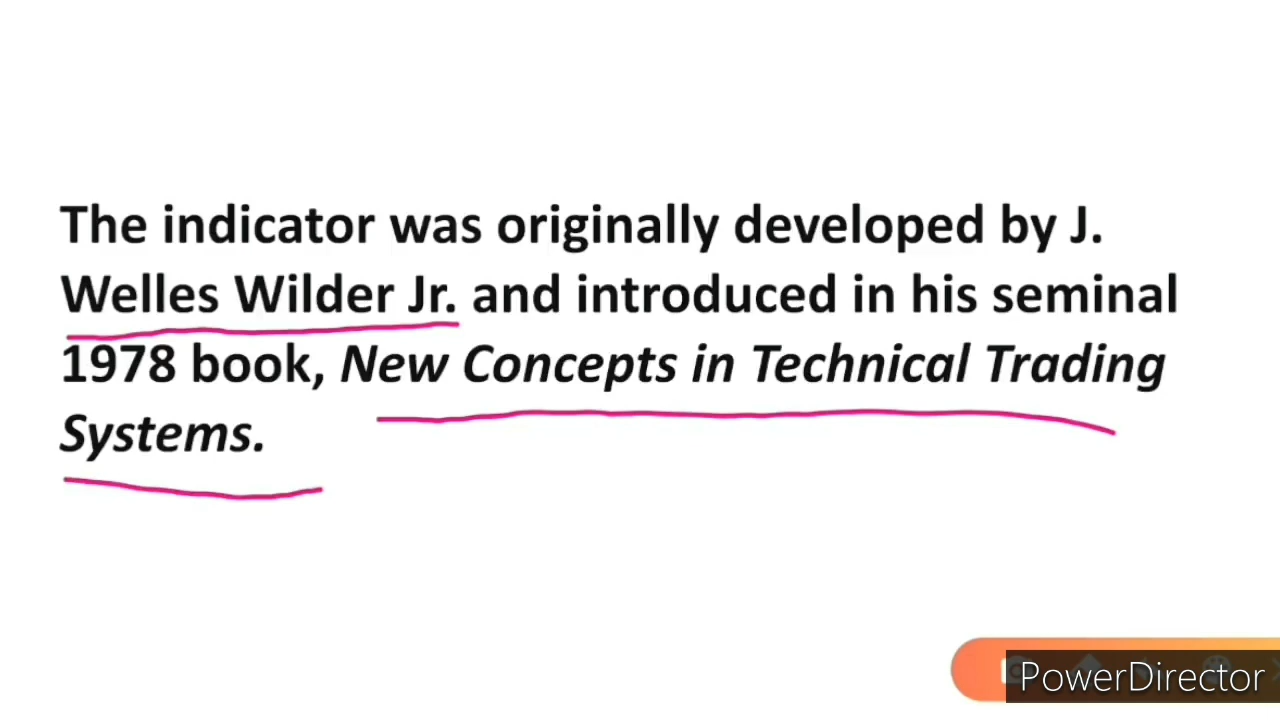 The indicator was originally developed by J.
Welles Wilder Jr. and introduced in his seminal
1978 book, New Concepts in Technical Trading
Systems.
PowerDirector